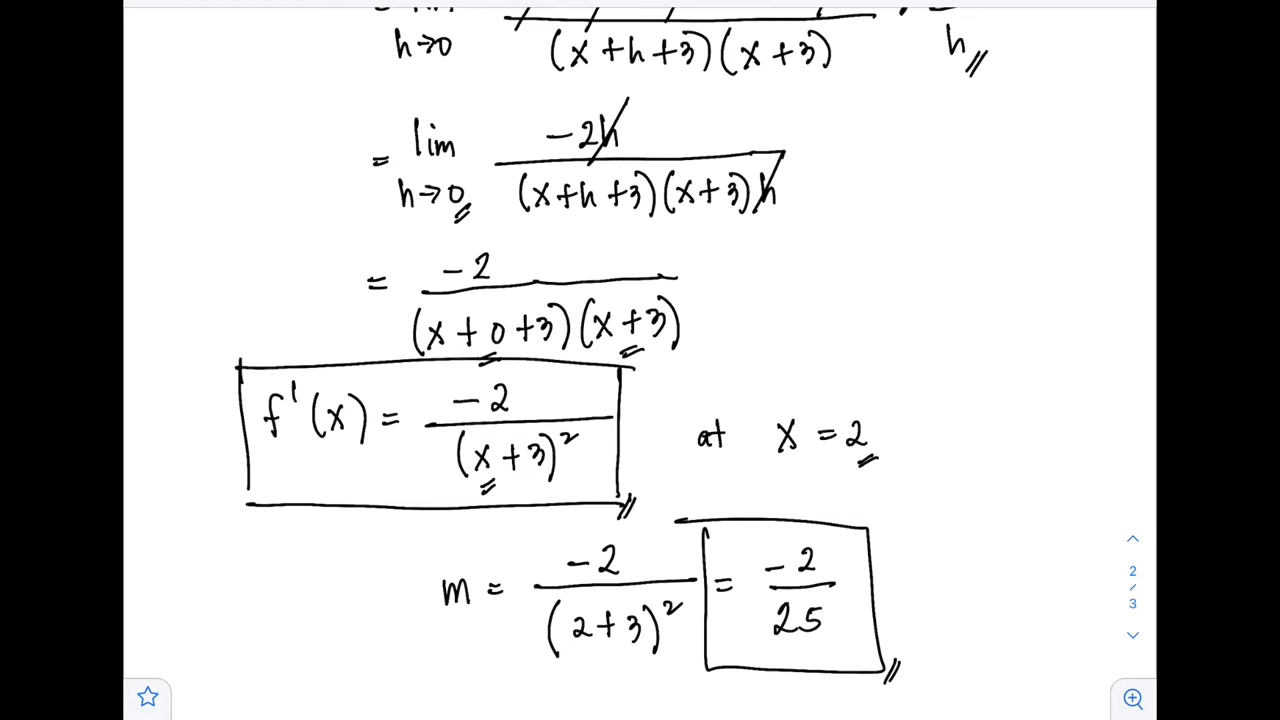 h→0 (x+h+3)(x+3) h
= lim -2h
h→0 (x+h+3)(x+3)h
= -2
(x+0+3)(x+3)
f'(x) = -2
(x+3)² at x = 2
m = -2 = -2
(2+3)² 25
2
/
3